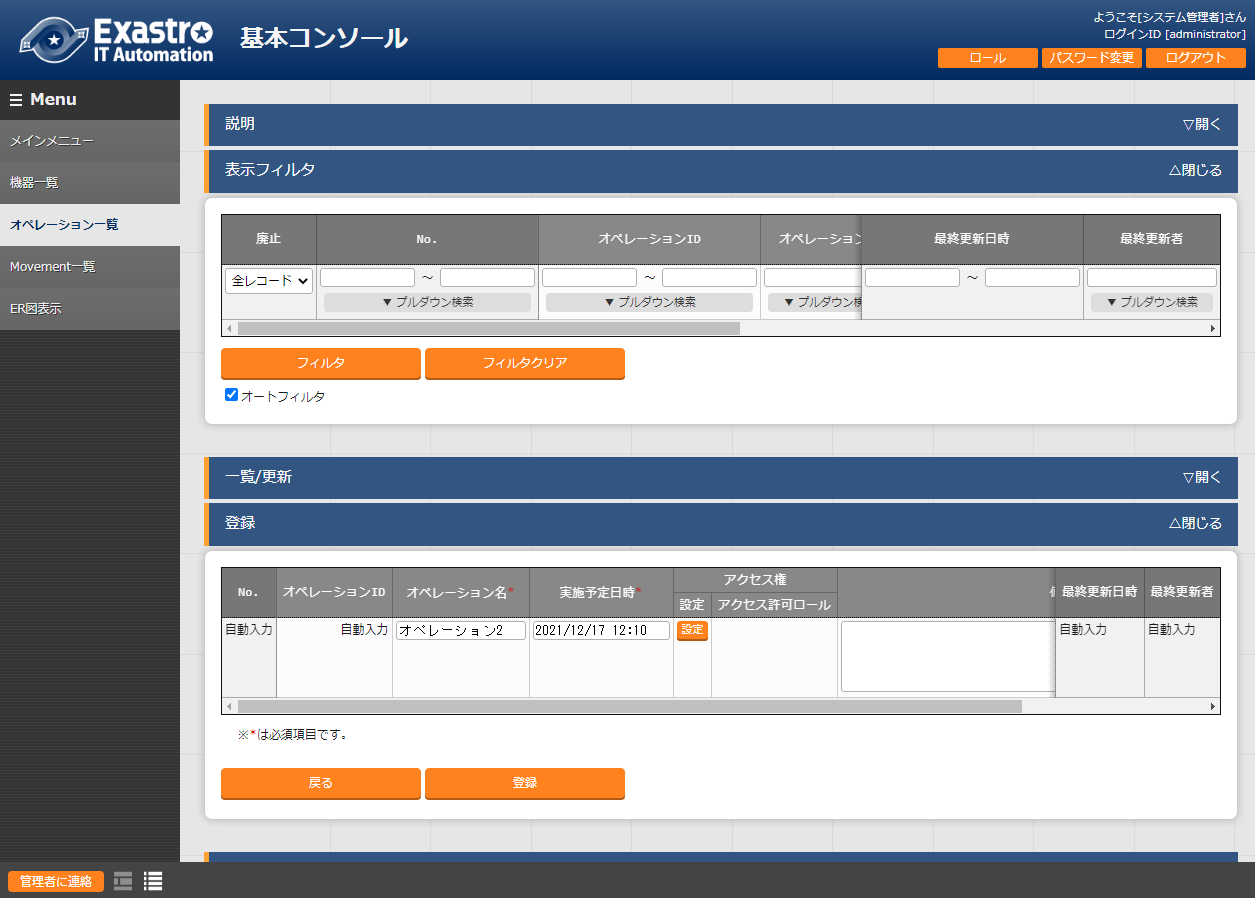 Exastro
IT Automation
基本コンソール
ようこそ[システム管理者]さん
ログインID [administrator]
ロール パスワード変更 ログアウト
Menu
メインメニュー
機器一覧
オペレーション一覧
Movement一覧
ER図表示
説明 ▽開く
表示フィルタ △閉じる
廃止 No. オペレーションID オペレーション 最終更新日時 最終更新者
全レコード ～ ～ ～
▼プルダウン検索 ▼プルダウン検索 ▼プルダウン検 ▼プルダウン検索
フィルタ フィルタクリア
オートフィルタ
一覧/更新 ▽開く
登録 △閉じる
No. オペレーションID オペレーション名* 実施予定日時* アクセス権 最終更新日時 最終更新者
設定 アクセス許可ロール
自動入力 自動入力 オペレーション2 2021/12/17 12:10 設定 自動入力 自動入力
※*は必須項目です。
戻る 登録
管理者に連絡